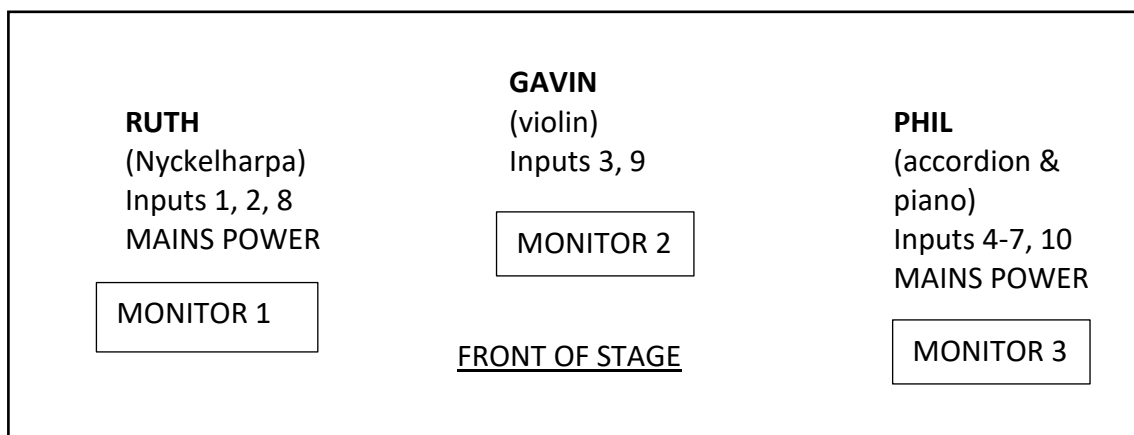 RUTH
(Nyckelharpa)
Inputs 1, 2, 8
MAINS POWER
MONITOR 1
GAVIN
(violin)
Inputs 3, 9
MONITOR 2
FRONT OF STAGE
PHIL
(accordion &
piano)
Inputs 4-7, 10
MAINS POWER
MONITOR 3